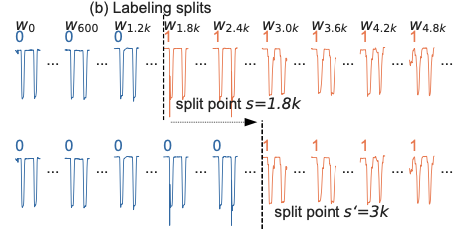 (b) Labeling splits
w0 w600 w1.2k w1.8k w2.4k w3.0k w3.6k w4.2k w4.8k
0 0 0 1 1 1 1 1 1
... ... ... ... ... ... ... ... ...
split point s=1.8k
0 0 0 0 0 1 1 1 1
... ... ... ... ... ... ... ... ...
split point s‘=3k